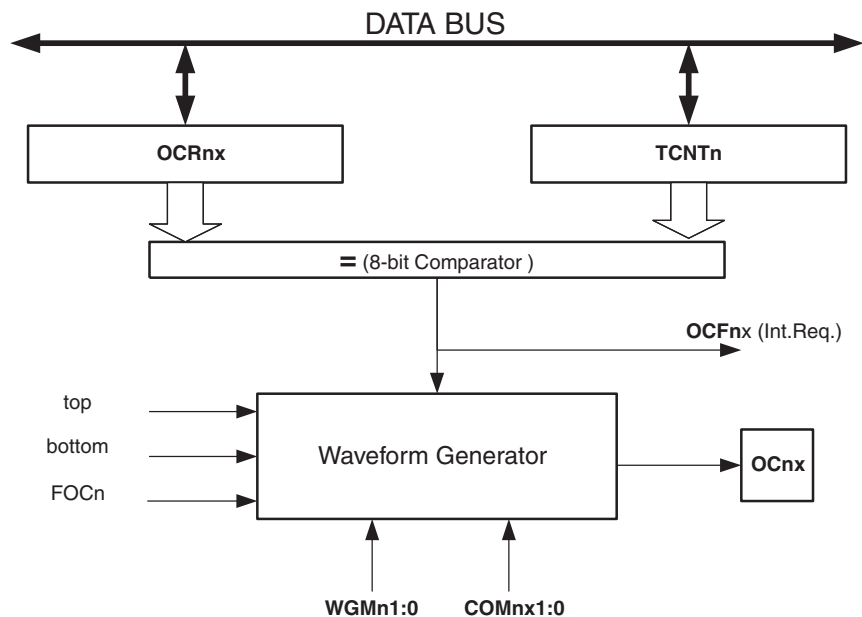 DATA BUS
OCRnx
TCNTn
= (8-bit Comparator )
OCFnx (Int.Req.)
top
bottom
FOCn
Waveform Generator
OCnx
WGMn1:0
COMnx1:0